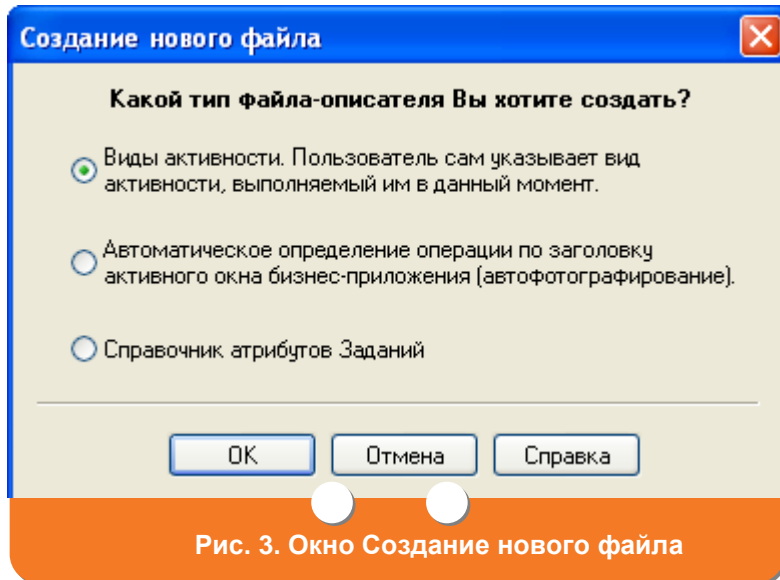 Создание нового файла
Какой тип файла-описателя Вы хотите создать?
Виды активности. Пользователь сам указывает вид
активности, выполняемый им в данный момент.
Автоматическое определение операции по заголовку
активного окна бизнес-приложения (автофотографирование).
Справочник атрибутов Заданий
OK Отмена Справка
Рис. 3. Окно Создание нового файла